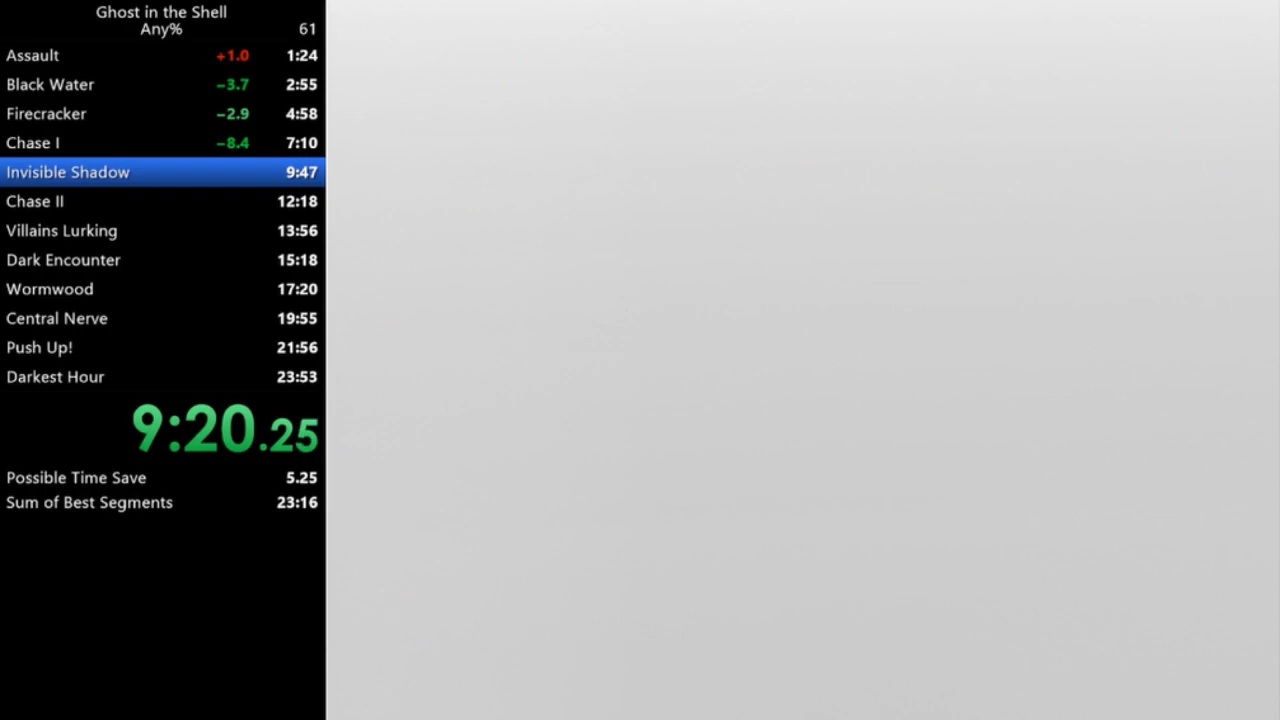 Ghost in the Shell
Any% 61
Assault +1.0 1:24
Black Water −3.7 2:55
Firecracker −2.9 4:58
Chase I −8.4 7:10
Invisible Shadow 9:47
Chase II 12:18
Villains Lurking 13:56
Dark Encounter 15:18
Wormwood 17:20
Central Nerve 19:55
Push Up! 21:56
Darkest Hour 23:53
9:20.25
Possible Time Save 5.25
Sum of Best Segments 23:16